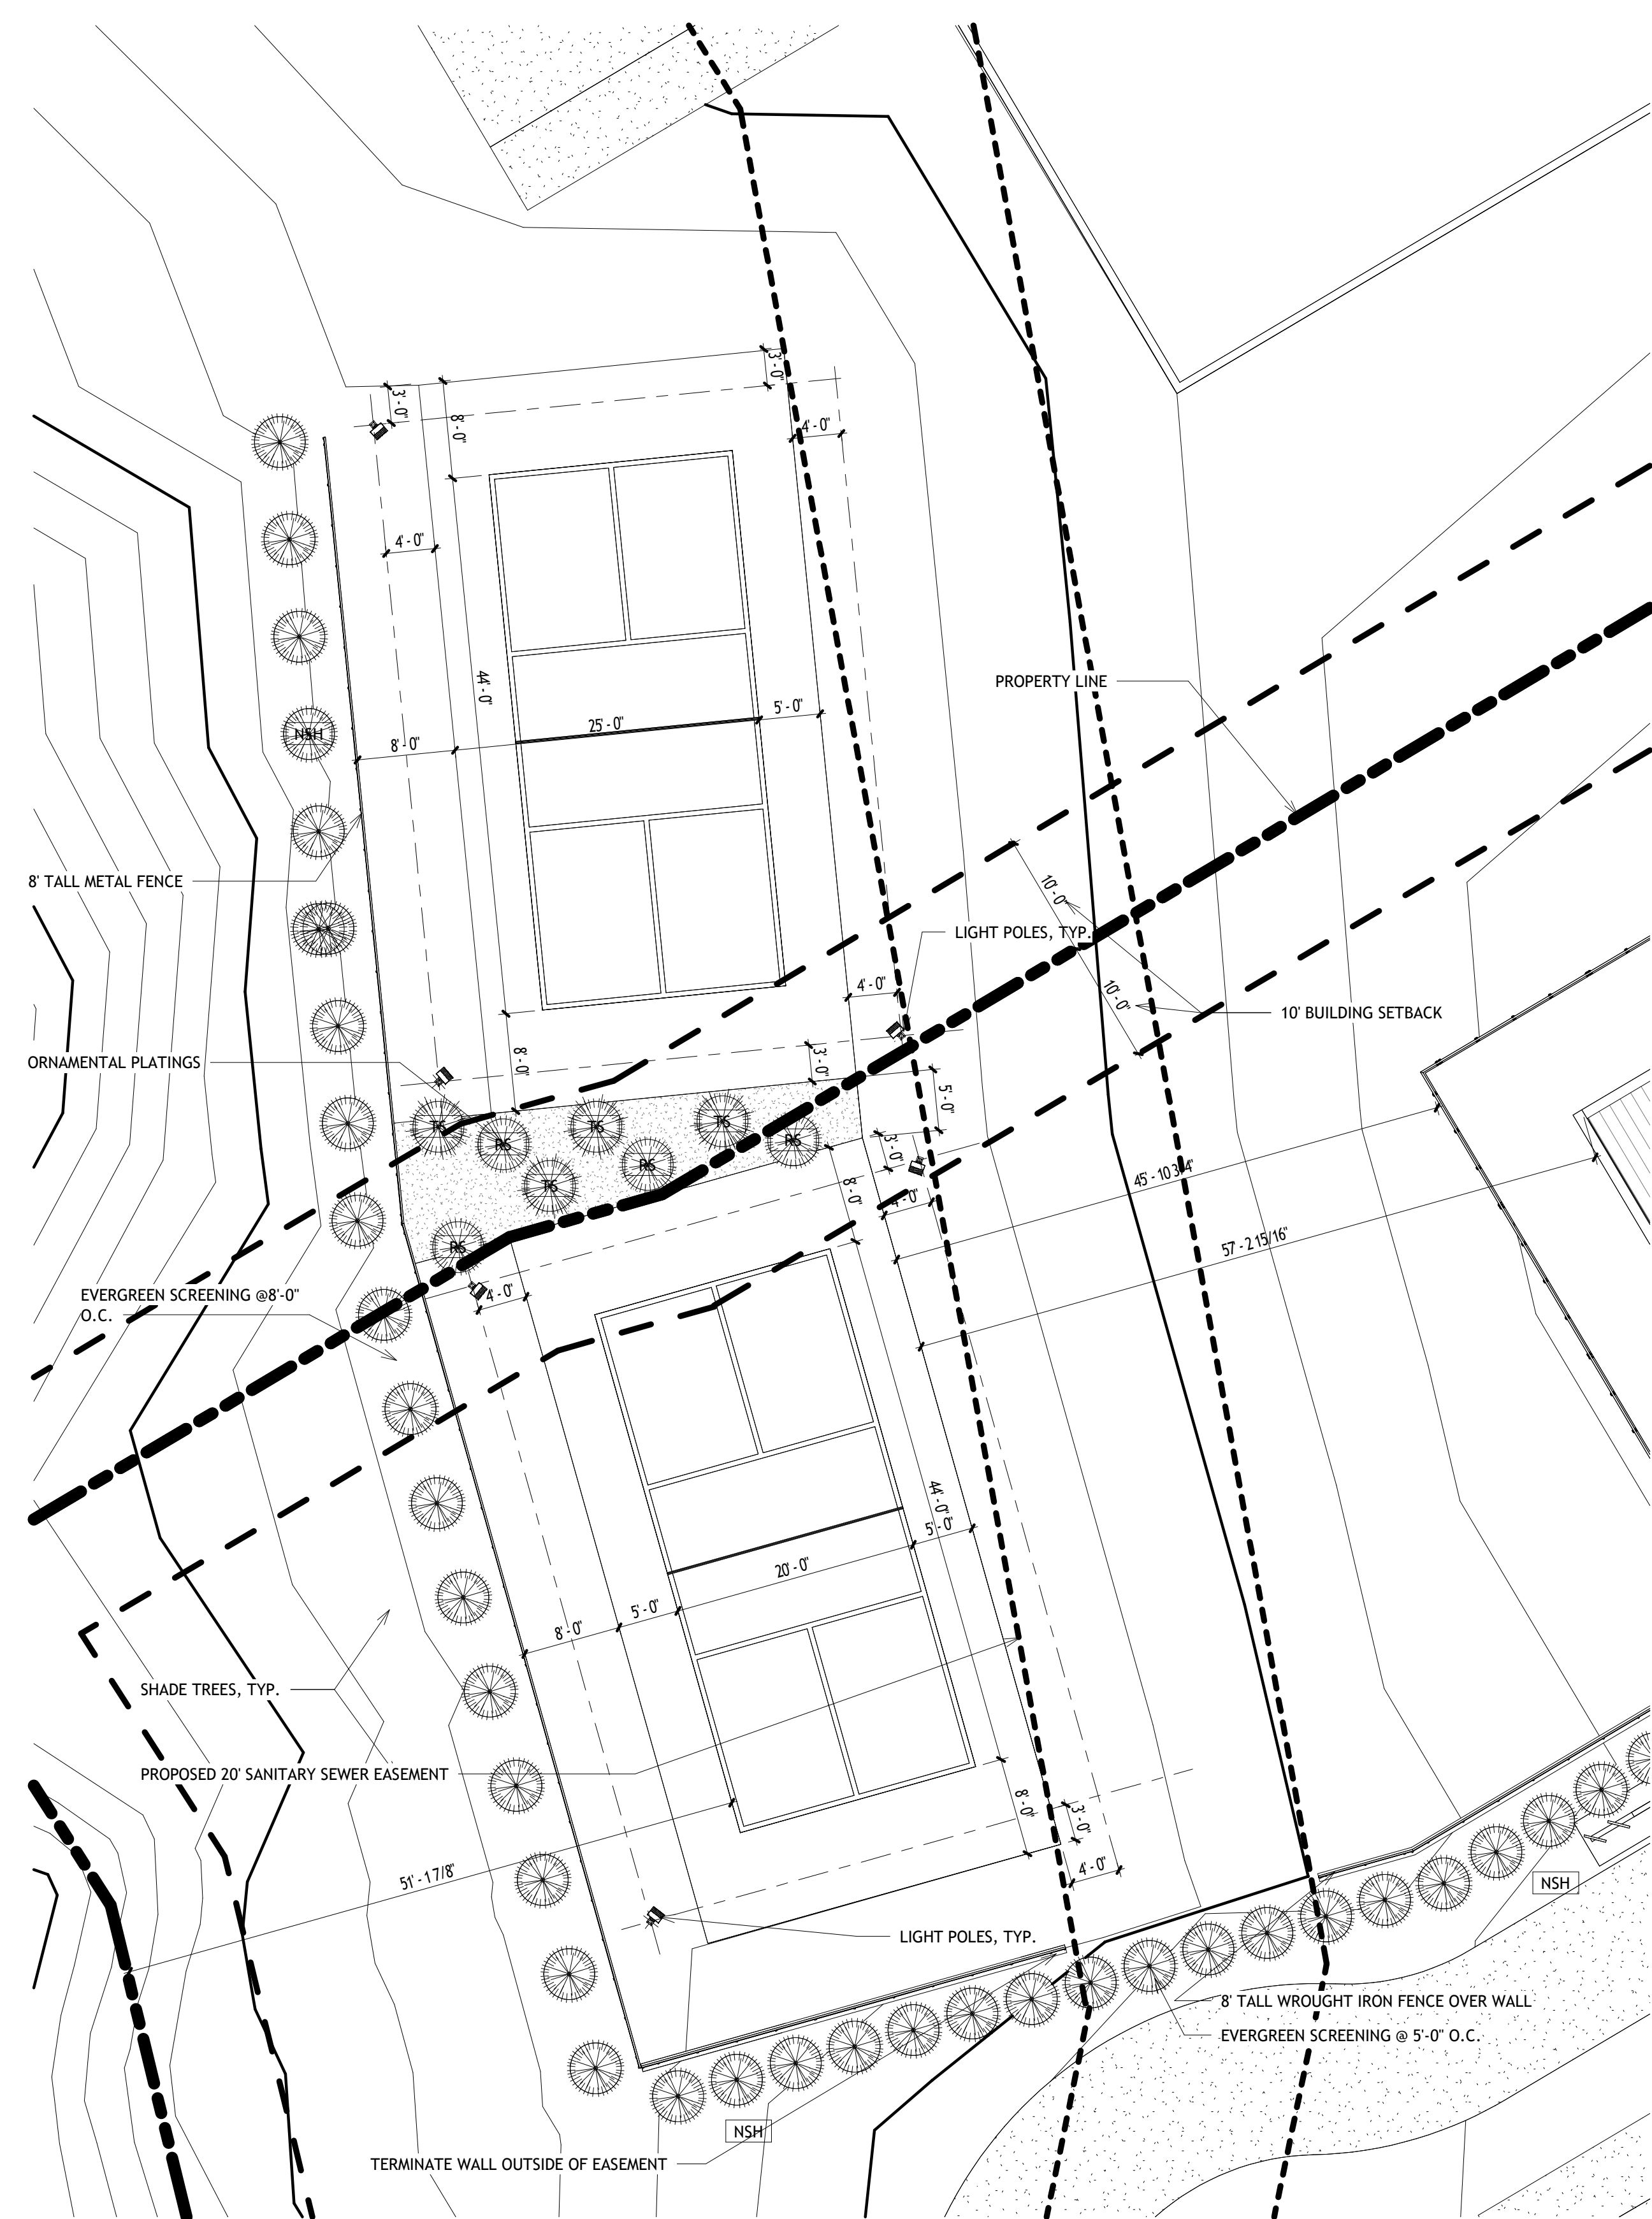 3'-0"
3'-0"
8'-0"
4'-0"
4'-0"
44'-0"
PROPERTY LINE
5'-0"
25'-0"
8'-0"
NSH
8' TALL METAL FENCE
10'-0"
LIGHT POLES, TYP.
4'-0"
10'-0"
10' BUILDING SETBACK
ORNAMENTAL PLATINGS
8'-0"
3'-0"
5'-0"
TS
RS
TS
TS
RS
3'-0"
RS
TS
45'-10 3/4"
8'-0"
4'-0"
RS
57'-2 15/16"
EVERGREEN SCREENING @8'-0"
O.C.
4'-0"
44'-0"
5'-0"
20'-0"
5'-0"
8'-0"
SHADE TREES, TYP.
PROPOSED 20' SANITARY SEWER EASEMENT
8'-0"
3'-0"
4'-0"
51'-1 7/8"
NSH
LIGHT POLES, TYP.
8' TALL WROUGHT IRON FENCE OVER WALL
EVERGREEN SCREENING @ 5'-0" O.C.
NSH
TERMINATE WALL OUTSIDE OF EASEMENT